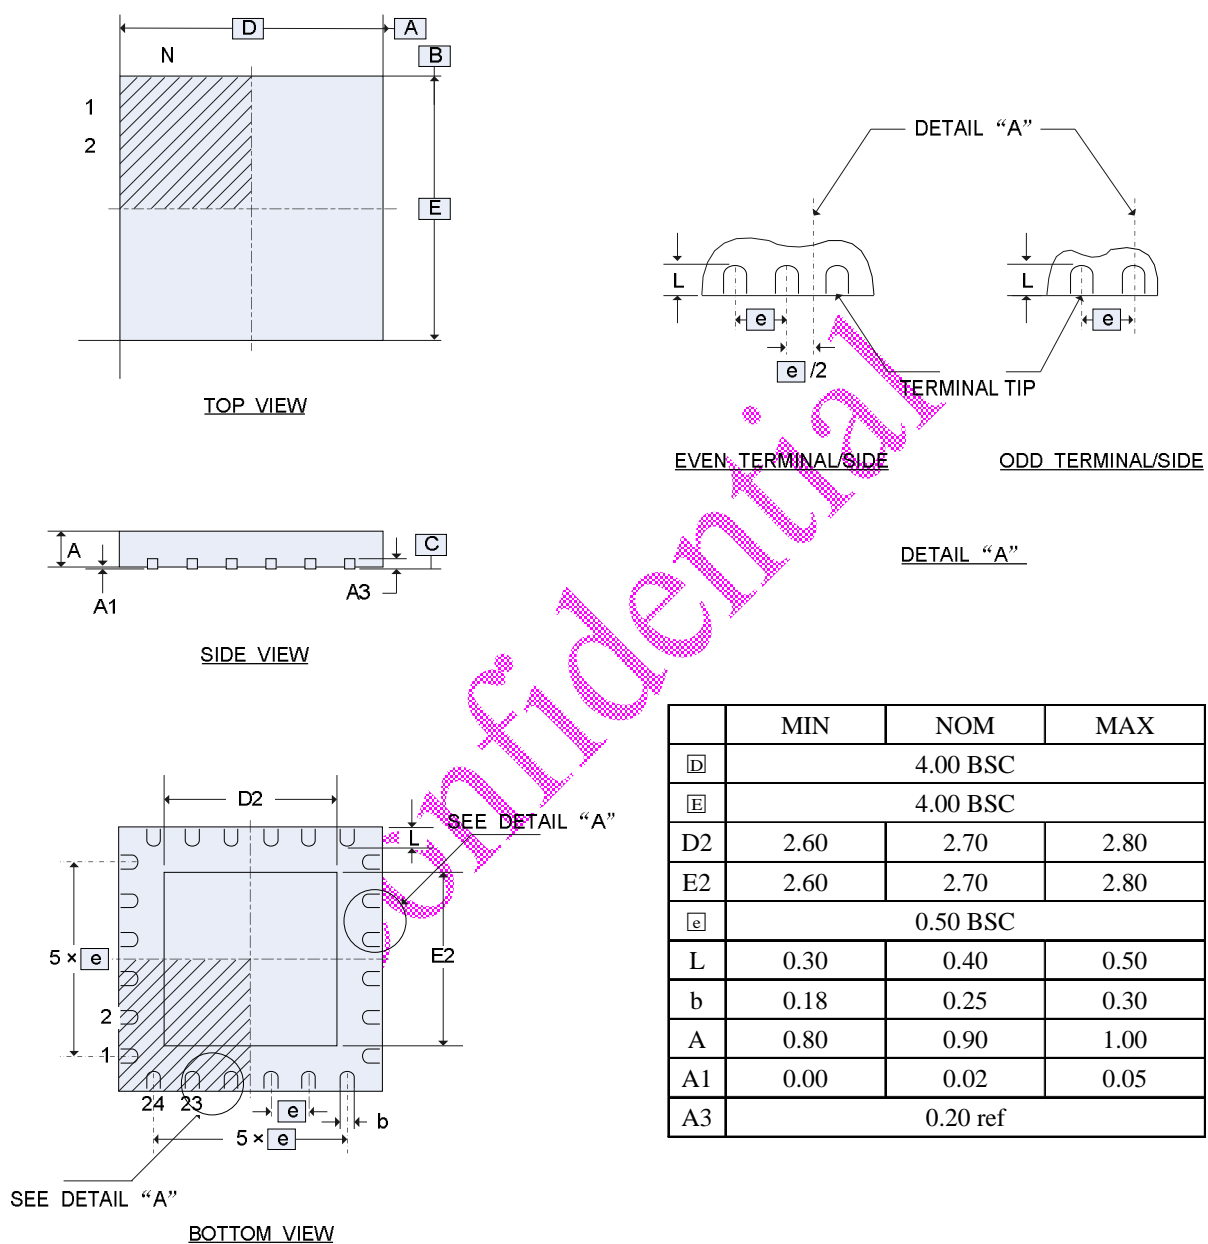 D
A
N
B
1
2
E
TOP VIEW
DETAIL “A”
L
e
e /2
L
e
TERMINAL TIP
EVEN TERMINAL/SIDE
ODD TERMINAL/SIDE
DETAIL “A”
A
C
A1
A3
SIDE VIEW
Confidential
MIN NOM MAX
D 4.00 BSC
E 4.00 BSC
D2 2.60 2.70 2.80
E2 2.60 2.70 2.80
e 0.50 BSC
L 0.30 0.40 0.50
b 0.18 0.25 0.30
A 0.80 0.90 1.00
A1 0.00 0.02 0.05
A3 0.20 ref
D2
L
SEE DETAIL “A”
5 × e
E2
2
1
24 23
e
b
5 × e
SEE DETAIL “A”
BOTTOM VIEW